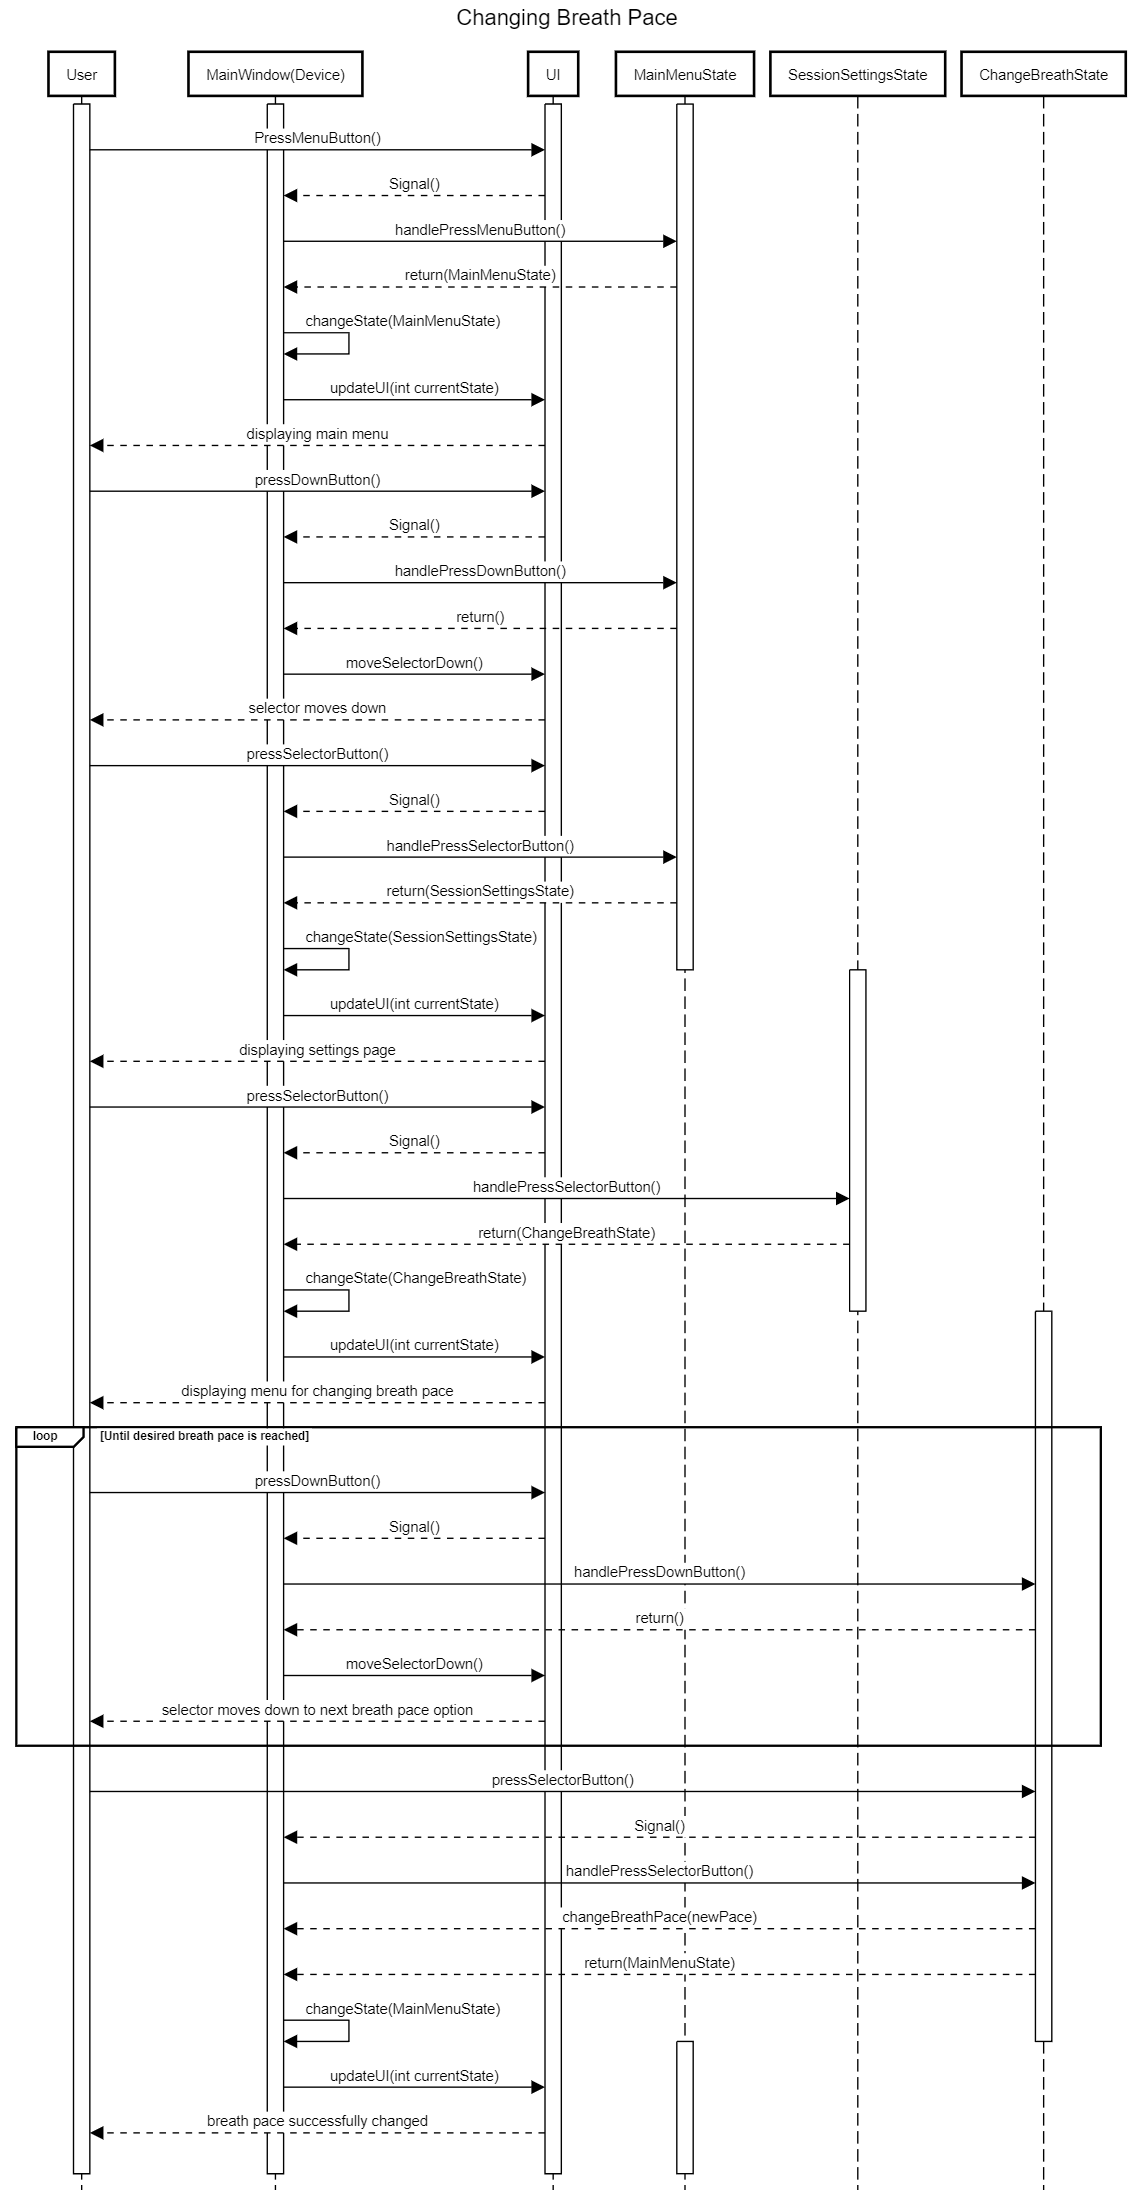 Changing Breath Pace
User
MainWindow(Device)
UI
MainMenuState
SessionSettingsState
ChangeBreathState
PressMenuButton()
Signal()
handlePressMenuButton()
return(MainMenuState)
changeState(MainMenuState)
updateUI(int currentState)
displaying main menu
pressDownButton()
Signal()
handlePressDownButton()
return()
moveSelectorDown()
selector moves down
pressSelectorButton()
Signal()
handlePressSelectorButton()
return(SessionSettingsState)
changeState(SessionSettingsState)
updateUI(int currentState)
displaying settings page
pressSelectorButton()
Signal()
handlePressSelectorButton()
return(ChangeBreathState)
changeState(ChangeBreathState)
updateUI(int currentState)
displaying menu for changing breath pace
loop
[Until desired breath pace is reached]
pressDownButton()
Signal()
handlePressDownButton()
return()
moveSelectorDown()
selector moves down to next breath pace option
pressSelectorButton()
Signal()
handlePressSelectorButton()
changeBreathPace(newPace)
return(MainMenuState)
changeState(MainMenuState)
updateUI(int currentState)
breath pace successfully changed